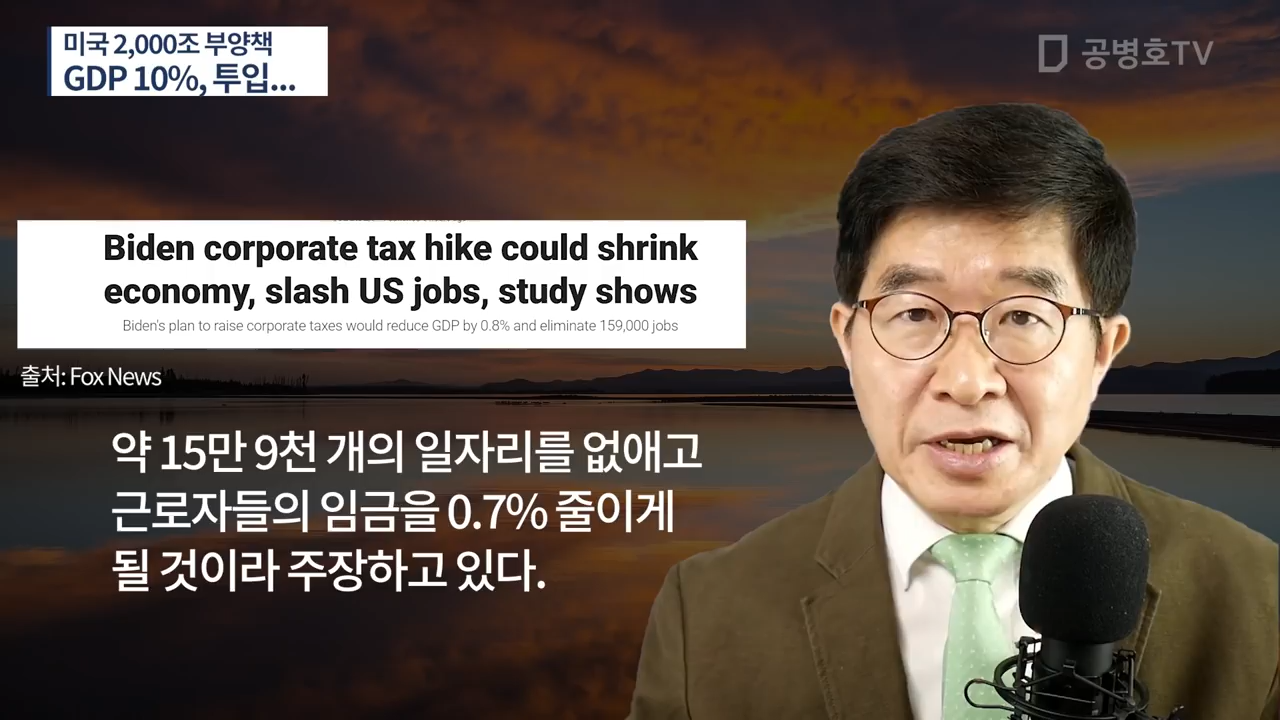 미국 2,000조 부양책
GDP 10%, 투입...
공병호TV
Biden corporate tax hike could shrink
economy, slash US jobs, study shows
Biden's plan to raise corporate taxes would reduce GDP by 0.8% and eliminate 159,000 jobs
출처: Fox News
약 15만 9천 개의 일자리를 없애고
근로자들의 임금을 0.7% 줄이게
될 것이라 주장하고 있다.